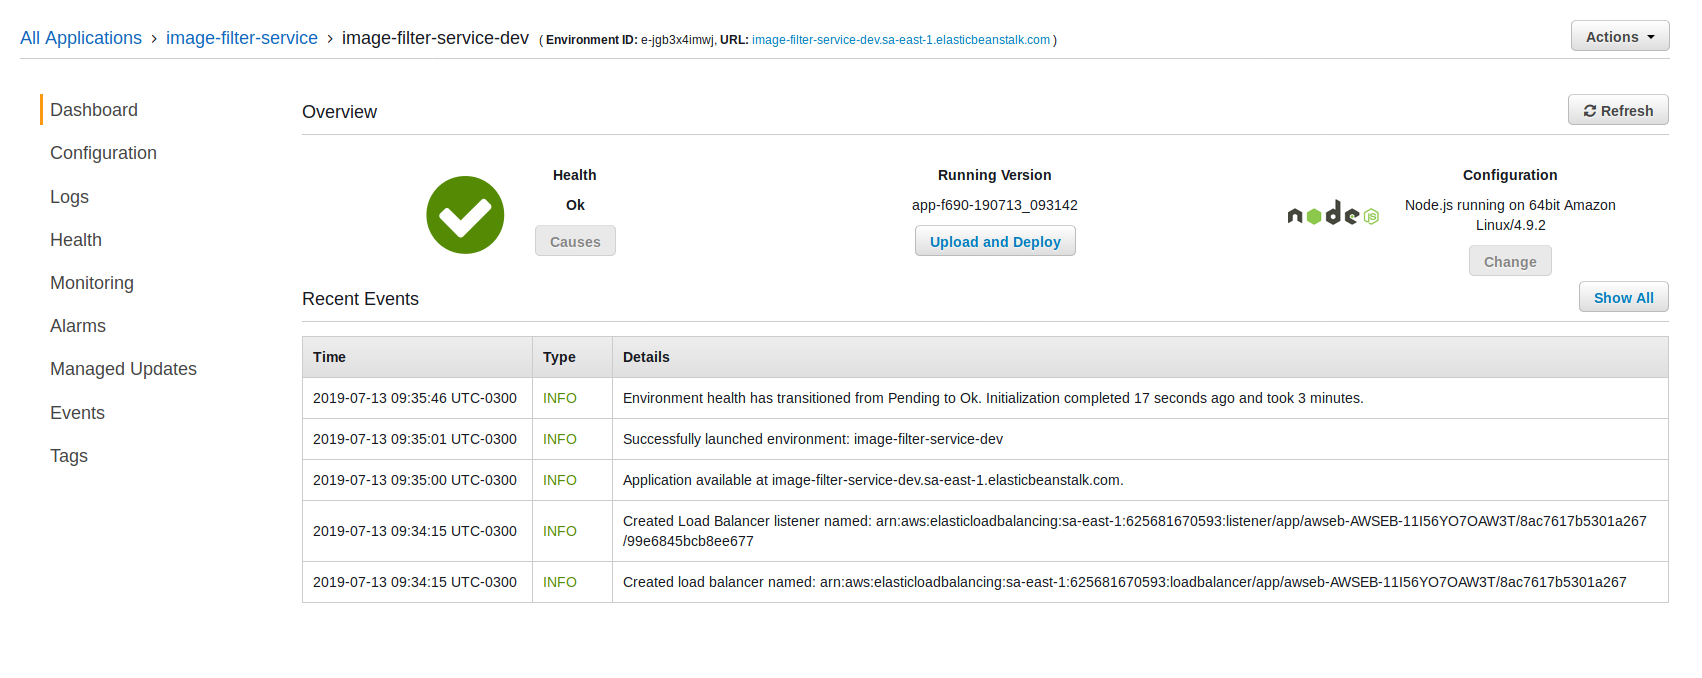 All Applications › image-filter-service › image-filter-service-dev ( Environment ID: e-jgb3x4imwj, URL: image-filter-service-dev.sa-east-1.elasticbeanstalk.com )
Actions
Dashboard
Configuration
Logs
Health
Monitoring
Alarms
Managed Updates
Events
Tags
Overview
Refresh
Health
Ok
Causes
Running Version
app-f690-190713_093142
Upload and Deploy
node
JS
Configuration
Node.js running on 64bit Amazon
Linux/4.9.2
Change
Recent Events
Show All
Time Type Details
2019-07-13 09:35:46 UTC-0300 INFO Environment health has transitioned from Pending to Ok. Initialization completed 17 seconds ago and took 3 minutes.
2019-07-13 09:35:01 UTC-0300 INFO Successfully launched environment: image-filter-service-dev
2019-07-13 09:35:00 UTC-0300 INFO Application available at image-filter-service-dev.sa-east-1.elasticbeanstalk.com.
2019-07-13 09:34:15 UTC-0300 INFO Created Load Balancer listener named: arn:aws:elasticloadbalancing:sa-east-1:625681670593:listener/app/awseb-AWSEB-11I56YO7OAW3T/8ac7617b5301a267
/99e6845bcb8ee677
2019-07-13 09:34:15 UTC-0300 INFO Created load balancer named: arn:aws:elasticloadbalancing:sa-east-1:625681670593:loadbalancer/app/awseb-AWSEB-11I56YO7OAW3T/8ac7617b5301a267